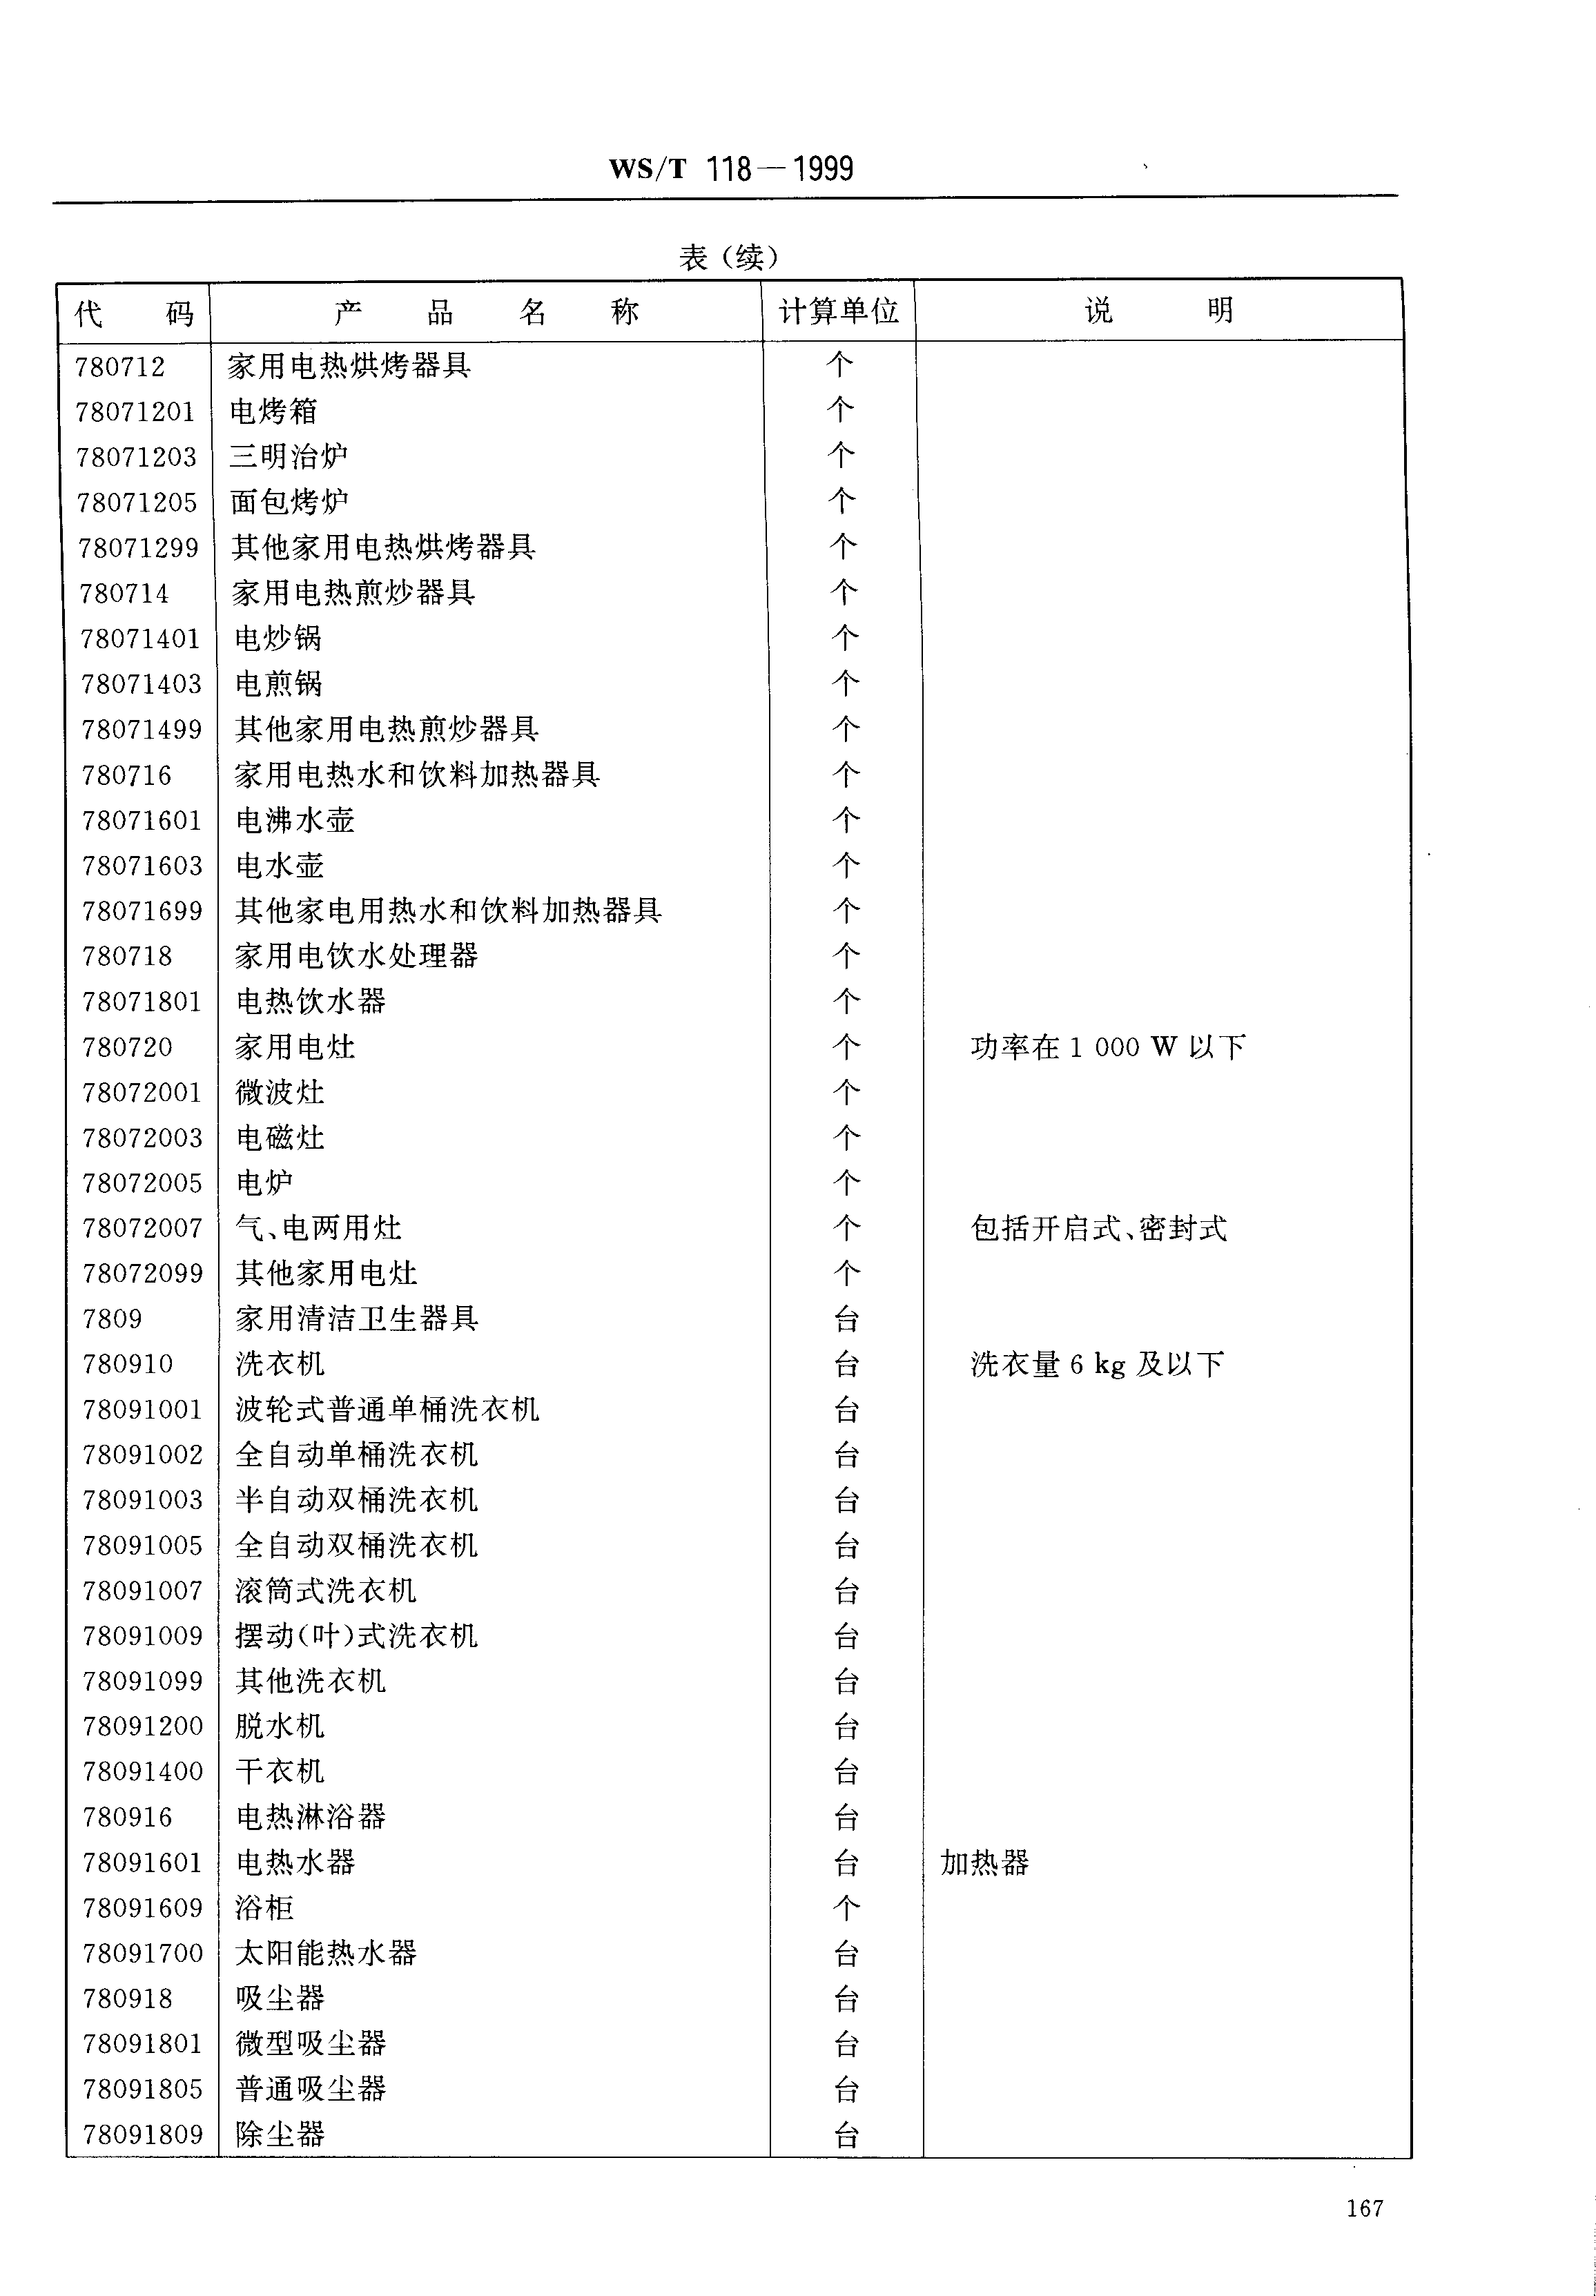 WS/T 118—1999
表（续）
代 码 产 品 名 称 计算单位 说 明
780712 家用电热烘烤器具 个
78071201 电烤箱 个
78071203 三明治炉 个
78071205 面包烤炉 个
78071299 其他家用电热烘烤器具 个
780714 家用电热煎炒器具 个
78071401 电炒锅 个
78071403 电煎锅 个
78071499 其他家用电热煎炒器具 个
780716 家用电热水和饮料加热器具 个
78071601 电沸水壶 个
78071603 电水壶 个
78071699 其他家电用热水和饮料加热器具 个
780718 家用电饮水处理器 个
78071801 电热饮水器 个
780720 家用电灶 个 功率在1 000 W 以下
78072001 微波灶 个
78072003 电磁灶 个
78072005 电炉 个
78072007 气、电两用灶 个 包括开启式、密封式
78072099 其他家用电灶 个
7809 家用清洁卫生器具 台
780910 洗衣机 台 洗衣量 6 kg 及以下
78091001 波轮式普通单桶洗衣机 台
78091002 全自动单桶洗衣机 台
78091003 半自动双桶洗衣机 台
78091005 全自动双桶洗衣机 台
78091007 滚筒式洗衣机 台
78091009 摆动(叶)式洗衣机 台
78091099 其他洗衣机 台
78091200 脱水机 台
78091400 干衣机 台
780916 电热淋浴器 台
78091601 电热水器 台 加热器
78091609 浴柜 个
78091700 太阳能热水器 台
780918 吸尘器 台
78091801 微型吸尘器 台
78091805 普通吸尘器 台
78091809 除尘器 台
167